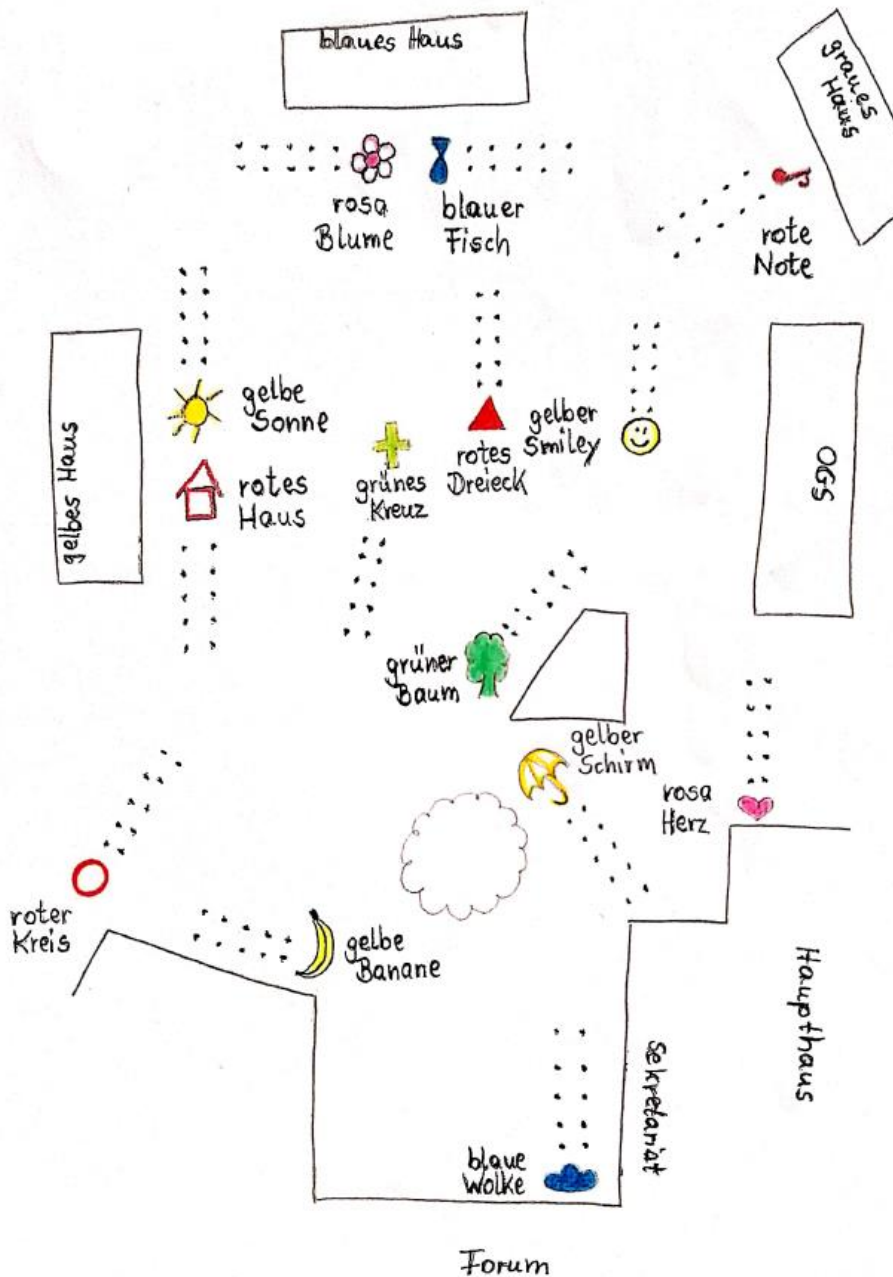 blaues Haus
graues
Haus
rosa
Blume
blauer
Fisch
rote
Note
gelbe
Sonne
gelbes Haus
rotes
Haus
grünes
Kreuz
rotes
Dreieck
gelber
Smiley
OGS
grüner
Baum
gelber
Schirm
rosa
Herz
roter
Kreis
gelbe
Banane
Haupthaus
Sekretariat
blaue
Wolke
Forum